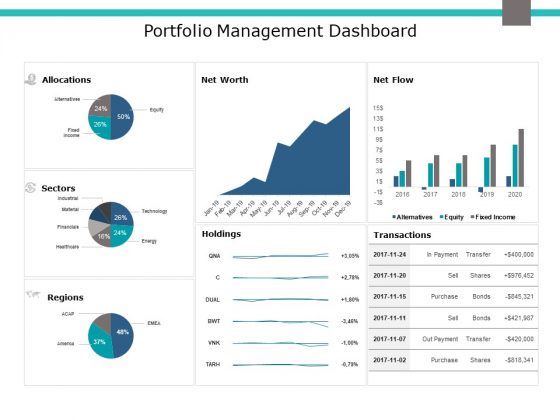 Portfolio Management Dashboard
Allocations
Alternatives
Equity
Fixed
Income
24%
50%
26%
Sectors
Industrial
Material
Financials
Healthcare
Technology
Energy
26%
24%
16%
Regions
ACAP
EMEA
America
48%
37%
Net Worth
Jan-19
Feb-19
Mar-19
Apr-19
May-19
Jun-19
Jul-19
Aug-19
Sep-19
Oct-19
Nov-19
Dec-19
Net Flow
15$
13$
11$
9$
7$
5$
3$
1$
-1$
-3$
2016 2017 2018 2019 2020
Alternatives Equity Fixed Income
Holdings
QNA +3,05%
C +2,78%
DUAL +1,80%
BWT -3,46%
VNK -1,00%
TARH -0,79%
Transactions
2017-11-24 In Payment Transfer +$400,000
2017-11-20 Sell Shares +$976,452
2017-11-15 Purchase Bonds -$845,321
2017-11-11 Sell Bonds +$421,987
2017-11-07 Out Payment Transfer -$420,000
2017-11-02 Purchase Shares -$818,341